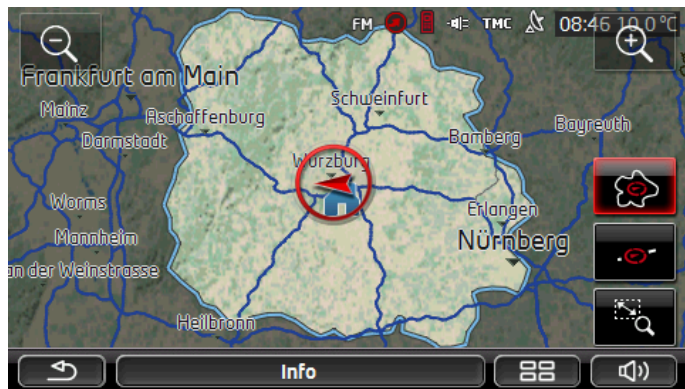 FM TMC 08:46 10.0 °C
Frankfurt am Main
Mainz
Aschaffenburg
Schweinfurt
Darmstadt
Bamberg
Bayreuth
Würzburg
Worms
Erlangen
Mannheim
Nürnberg
an der Weinstrasse
Heilbronn
Info